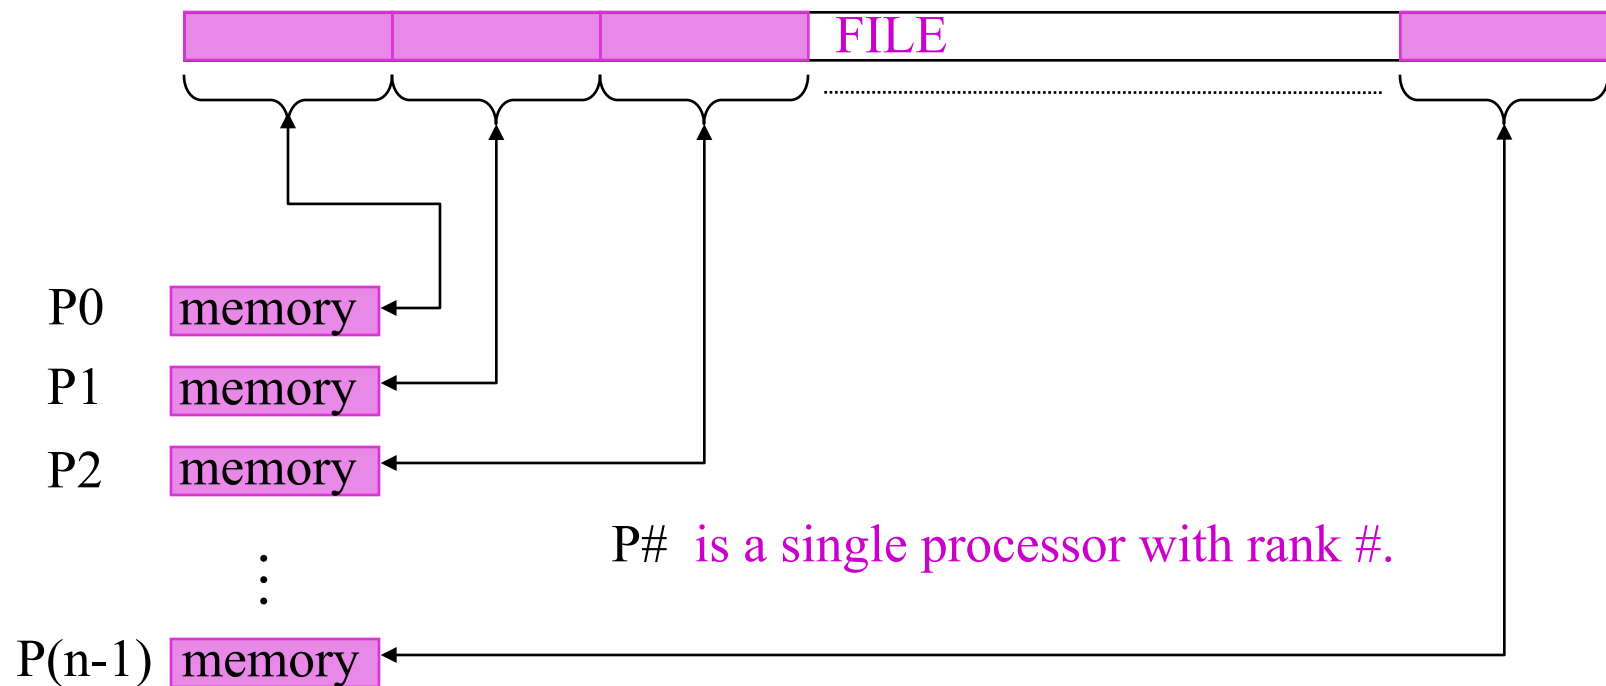 FILE
P0 memory
P1 memory
P2 memory
P# is a single processor with rank #.
P(n-1) memory